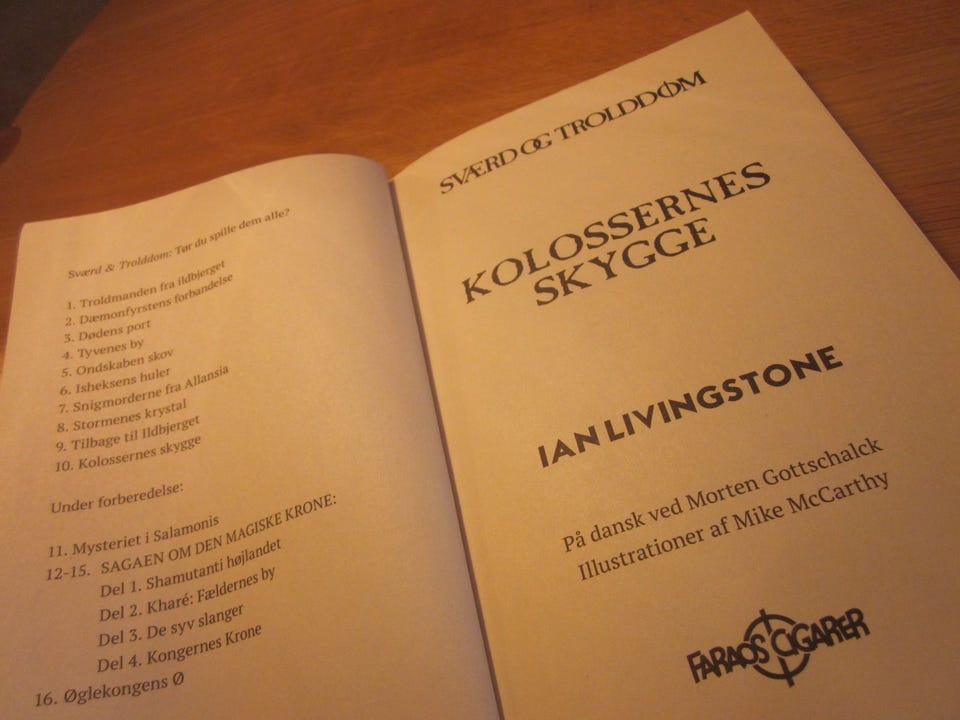 Sværd & Trolddom: Tør du spille dem alle?
1. Troldmanden fra ildbjerget
2. Dæmonfyrstens forbandelse
3. Dødens port
4. Tyvenes by
5. Ondskaben skov
6. Isheksens huler
7. Snigmorderne fra Allansia
8. Stormenes krystal
9. Tilbage til Ildbjerget
10. Kolossernes skygge
Under forberedelse:
11. Mysteriet i Salamonis
12-15. SAGAEN OM DEN MAGISKE KRONE:
Del 1. Shamutanti højlandet
Del 2. Kharé: Fældernes by
Del 3. De syv slanger
Del 4. Kongernes Krone
16. Øglekongens Ø
SVÆRD OG TROLDDØM
KOLOSSERNES
SKYGGE
IAN LIVINGSTONE
På dansk ved Morten Gottschalck
Illustrationer af Mike McCarthy
FARAOS CIGARER